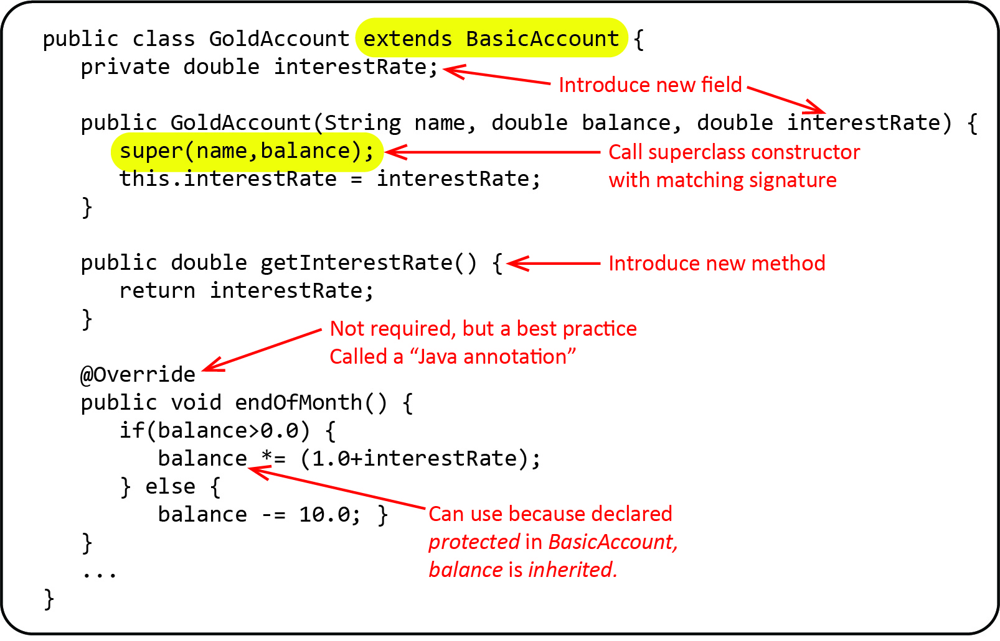 public class GoldAccount extends BasicAccount {
private double interestRate;
Introduce new field
public GoldAccount(String name, double balance, double interestRate) {
super(name,balance);
Call superclass constructor
with matching signature
this.interestRate = interestRate;
}
public double getInterestRate() {
Introduce new method
return interestRate;
}
Not required, but a best practice
Called a “Java annotation”
@Override
public void endOfMonth() {
if(balance>0.0) {
balance *= (1.0+interestRate);
} else {
balance -= 10.0; }
Can use because declared
protected in BasicAccount,
balance is inherited.
}
...
}